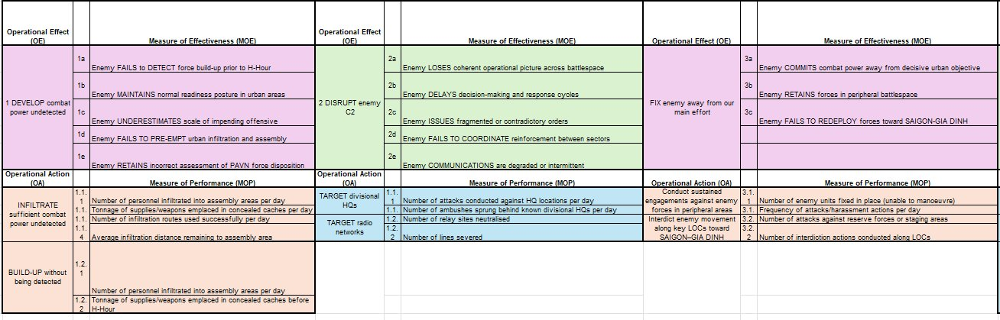 Operational Effect
(OE)
Measure of Effectiveness (MOE)
Operational Effect
(OE)
Measure of Effectiveness (MOE)
Operational Effect (OE)
Measure of Effectiveness (MOE)
1 DEVELOP combat
power undetected
1a
Enemy FAILS to DETECT force build-up prior to H-Hour
1b
Enemy MAINTAINS normal readiness posture in urban areas
1c
Enemy UNDERESTIMATES scale of impending offensive
1d
Enemy FAILS TO PRE-EMPT urban infiltration and assembly
1e
Enemy RETAINS incorrect assessment of PAVN force disposition
2 DISRUPT enemy
C2
2a
Enemy LOSES coherent operational picture across battlespace
2b
Enemy DELAYS decision-making and response cycles
2c
Enemy ISSUES fragmented or contradictory orders
2d
Enemy FAILS TO COORDINATE reinforcement between sectors
2e
Enemy COMMUNICATIONS are degraded or intermittent
FIX enemy away from our
main effort
3a
Enemy COMMITS combat power away from decisive urban objective
3b
Enemy RETAINS forces in peripheral battlespace
3c
Enemy FAILS TO REDEPLOY forces toward SAIGON-GIA DINH
Operational Action
(OA)
Measure of Performance (MOP)
Operational Action
(OA)
Measure of Performance (MOP)
Operational Action (OA)
Measure of Performance (MOP)
INFILTRATE
sufficient combat
power undetected
1.1.
1
Number of personnel infiltrated into assembly areas per day
1.1.
Tonnage of supplies/weapons emplaced in concealed caches per day
1.1.
Number of infiltration routes used successfully per day
1.1.
4
Average infiltration distance remaining to assembly area
TARGET divisional
HQs
1.1.
1
Number of attacks conducted against HQ locations per day
1.1.
Number of ambushes sprung behind known divisional HQs per day
TARGET radio
networks
1.2.
Number of relay sites neutralised
1.2.
2
Number of lines severed
Conduct sustained
engagements against enemy
forces in peripheral areas
3.1.
1
Number of enemy units fixed in place (unable to manoeuvre)
3.1.
Frequency of attacks/harassment actions per day
Interdict enemy movement
along key LOCs toward
SAIGON–GIA DINH
3.2.
Number of attacks against reserve forces or staging areas
3.2.
2
Number of interdiction actions conducted along LOCs
BUILD-UP without
being detected
1.2.
1
Number of personnel infiltrated into assembly areas per day
1.2.
2
Tonnage of supplies/weapons emplaced in concealed caches before
H-Hour